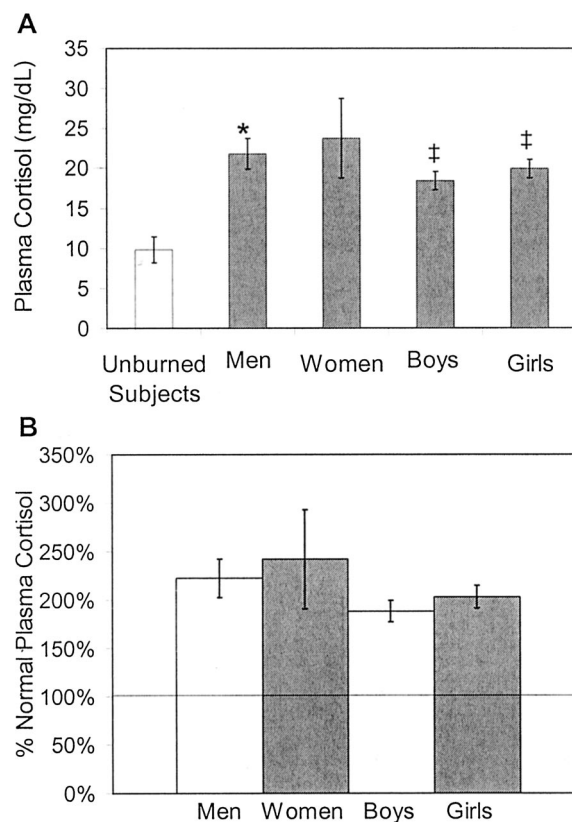 A
Plasma Cortisol (mg/dL)
35
30
25
20
15
10
5
0
*
‡
‡
Unburned Subjects
Men
Women
Boys
Girls
B
% Normal Plasma Cortisol
350%
300%
250%
200%
150%
100%
50%
0%
Men
Women
Boys
Girls